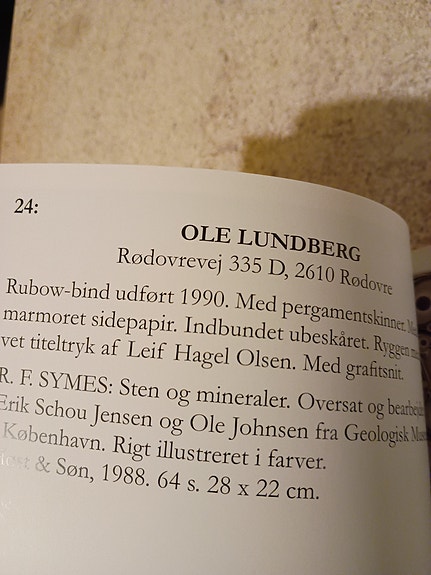 24:
OLE LUNDBERG
Rødovrevej 335 D, 2610 Rødovre
Rubow-bind udført 1990. Med pergamentskinner.
marmoret sidepapir. Indbundet ubeskåret. Ryggen
vet titeltryk af Leif Hagel Olsen. Med grafitsnit.
R. F. SYMES: Sten og mineraler. Oversat og
Erik Schou Jensen og Ole Johnsen fra Geologisk
København. Rigt illustreret i farver.
& Søn, 1988. 64 s. 28 x 22 cm.